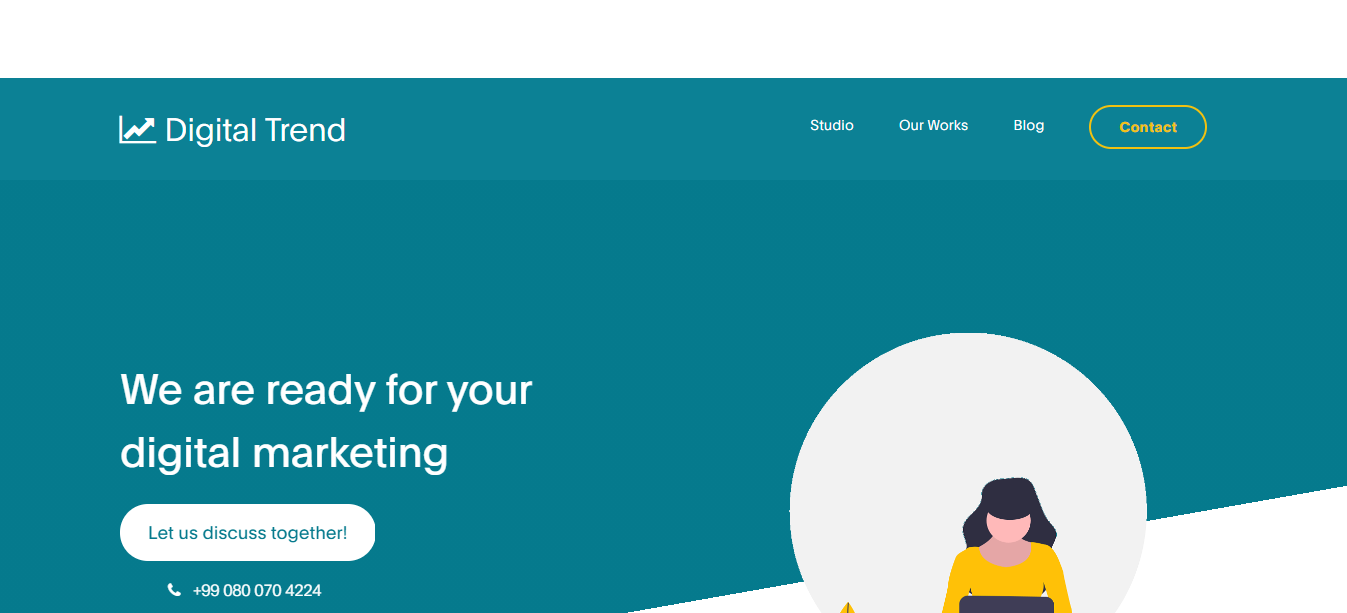 Digital Trend
Studio
Our Works
Blog
Contact
We are ready for your
digital marketing
Let us discuss together!
+99 080 070 4224